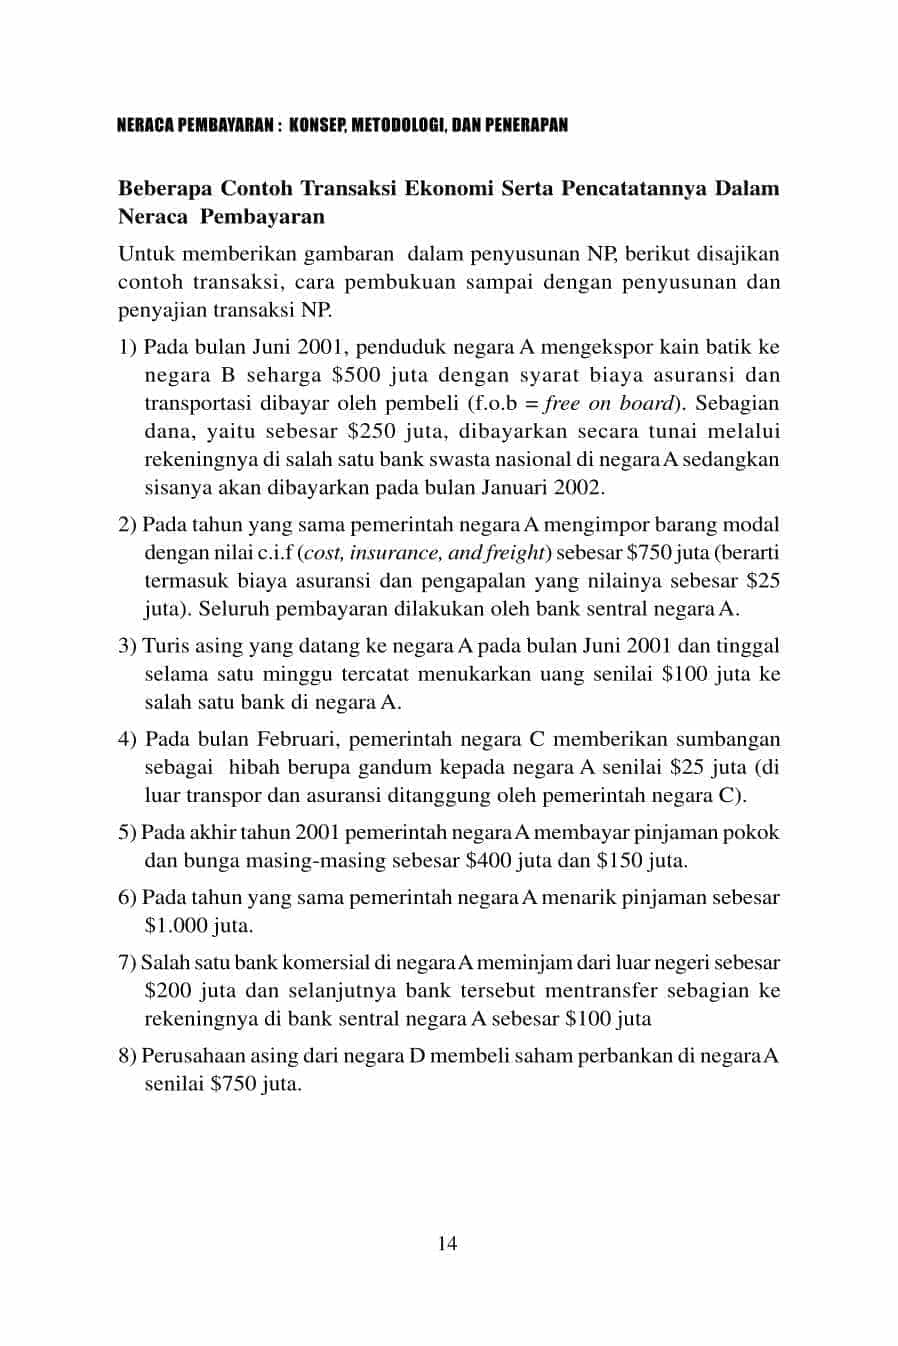 NERACA PEMBAYARAN : KONSEP, METODOLOGI, DAN PENERAPAN
Beberapa Contoh Transaksi Ekonomi Serta Pencatatannya Dalam
Neraca Pembayaran
Untuk memberikan gambaran dalam penyusunan NP, berikut disajikan
contoh transaksi, cara pembukuan sampai dengan penyusunan dan
penyajian transaksi NP.
1) Pada bulan Juni 2001, penduduk negara A mengekspor kain batik ke
negara B seharga $500 juta dengan syarat biaya asuransi dan
transportasi dibayar oleh pembeli (f.o.b = free on board). Sebagian
dana, yaitu sebesar $250 juta, dibayarkan secara tunai melalui
rekeningnya di salah satu bank swasta nasional di negara A sedangkan
sisanya akan dibayarkan pada bulan Januari 2002.
2) Pada tahun yang sama pemerintah negara A mengimpor barang modal
dengan nilai c.i.f (cost, insurance, and freight) sebesar $750 juta (berarti
termasuk biaya asuransi dan pengapalan yang nilainya sebesar $25
juta). Seluruh pembayaran dilakukan oleh bank sentral negara A.
3) Turis asing yang datang ke negara A pada bulan Juni 2001 dan tinggal
selama satu minggu tercatat menukarkan uang senilai $100 juta ke
salah satu bank di negara A.
4) Pada bulan Februari, pemerintah negara C memberikan sumbangan
sebagai hibah berupa gandum kepada negara A senilai $25 juta (di
luar transpor dan asuransi ditanggung oleh pemerintah negara C).
5) Pada akhir tahun 2001 pemerintah negara A membayar pinjaman pokok
dan bunga masing-masing sebesar $400 juta dan $150 juta.
6) Pada tahun yang sama pemerintah negara A menarik pinjaman sebesar
$1.000 juta.
7) Salah satu bank komersial di negara A meminjam dari luar negeri sebesar
$200 juta dan selanjutnya bank tersebut mentransfer sebagian ke
rekeningnya di bank sentral negara A sebesar $100 juta
8) Perusahaan asing dari negara D membeli saham perbankan di negara A
senilai $750 juta.
14